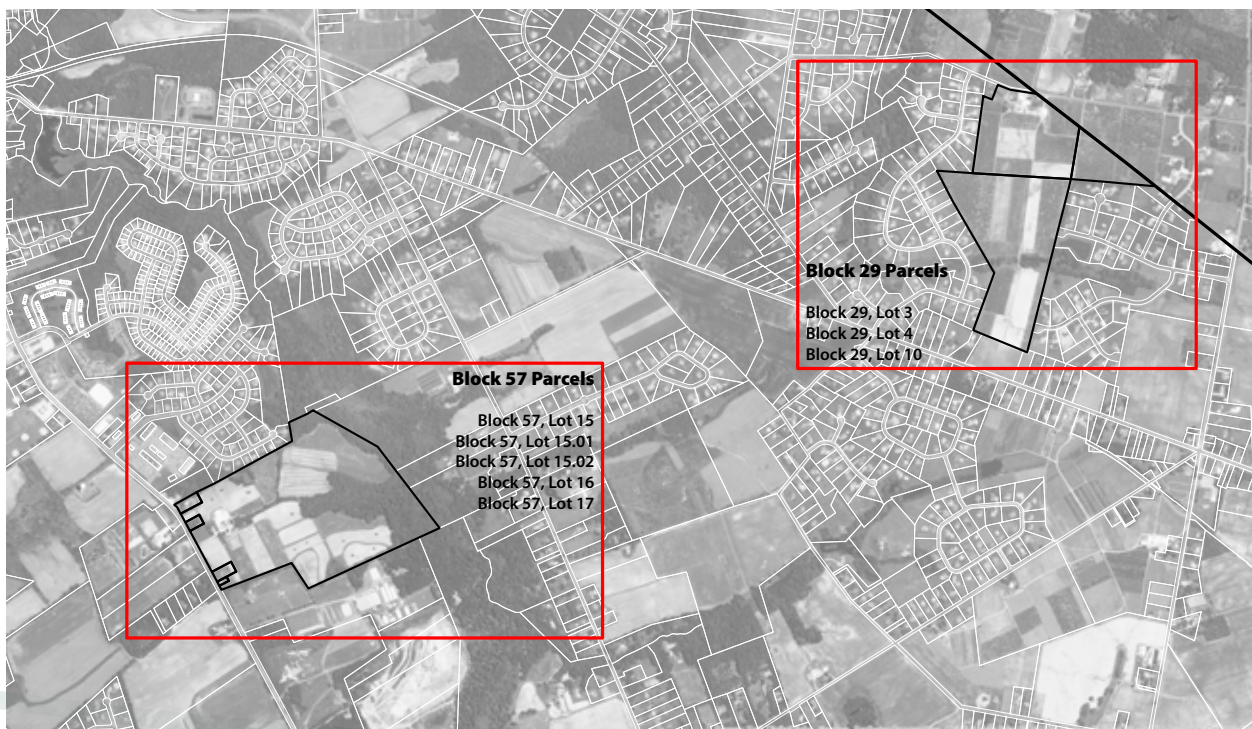 Block 29 Parcels
Block 29, Lot 3
Block 29, Lot 4
Block 29, Lot 10
Block 57 Parcels
Block 57, Lot 15
Block 57, Lot 15.01
Block 57, Lot 15.02
Block 57, Lot 16
Block 57, Lot 17